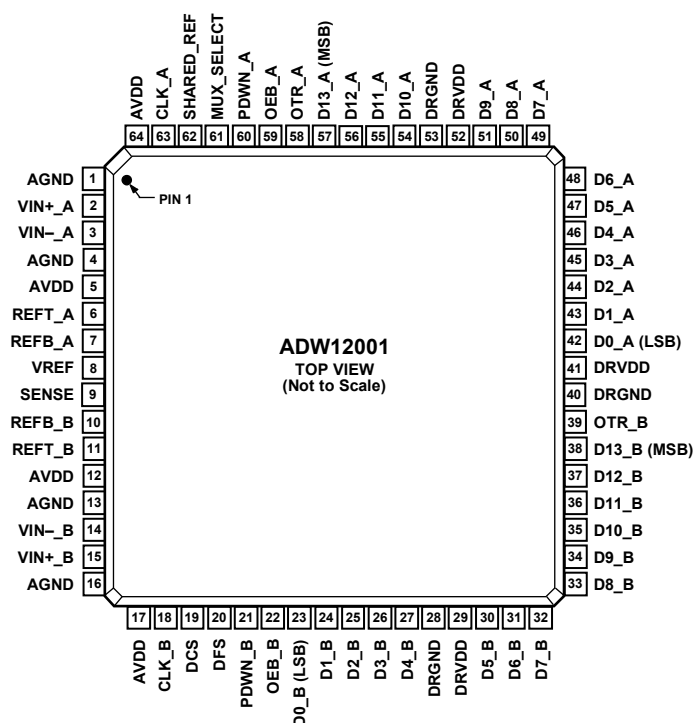 AVDD
CLK_A
SHARED_REF
MUX_SELECT
PDWN_A
OEB_A
OTR_A
D13_A (MSB)
D12_A
D11_A
D10_A
DRGND
DRVDD
D9_A
D8_A
D7_A
64 63 62 61 60 59 58 57 56 55 54 53 52 51 50 49
AGND 1
VIN+_A 2
VIN–_A 3
AGND 4
AVDD 5
REFT_A 6
REFB_A 7
VREF 8
SENSE 9
REFB_B 10
REFT_B 11
AVDD 12
AGND 13
VIN–_B 14
VIN+_B 15
AGND 16
PIN 1
ADW12001
TOP VIEW
(Not to Scale)
48 D6_A
47 D5_A
46 D4_A
45 D3_A
44 D2_A
43 D1_A
42 D0_A (LSB)
41 DRVDD
40 DRGND
39 OTR_B
38 D13_B (MSB)
37 D12_B
36 D11_B
35 D10_B
34 D9_B
33 D8_B
17 18 19 20 21 22 23 24 25 26 27 28 29 30 31 32
AVDD
CLK_B
DCS
DFS
PDWN_B
OEB_B
D0_B (LSB)
D1_B
D2_B
D3_B
D4_B
DRGND
DRVDD
D5_B
D6_B
D7_B